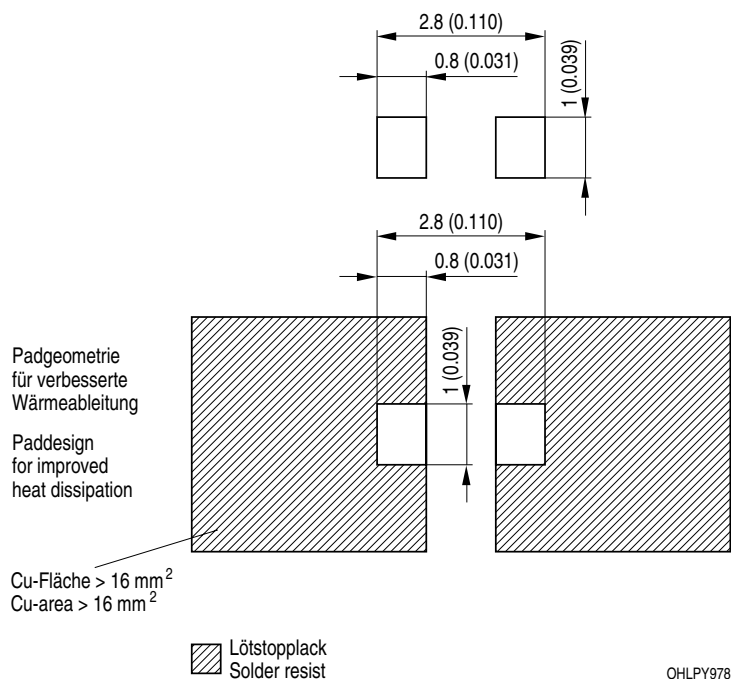 2.8 (0.110)
0.8 (0.031)
1 (0.039)
2.8 (0.110)
0.8 (0.031)
1 (0.039)
Padgeometrie
für verbesserte
Wärmeableitung
Paddesign
for improved
heat dissipation
Cu-Fläche > 16 mm²
Cu-area > 16 mm²
Lötstopplack
Solder resist
OHLPY978